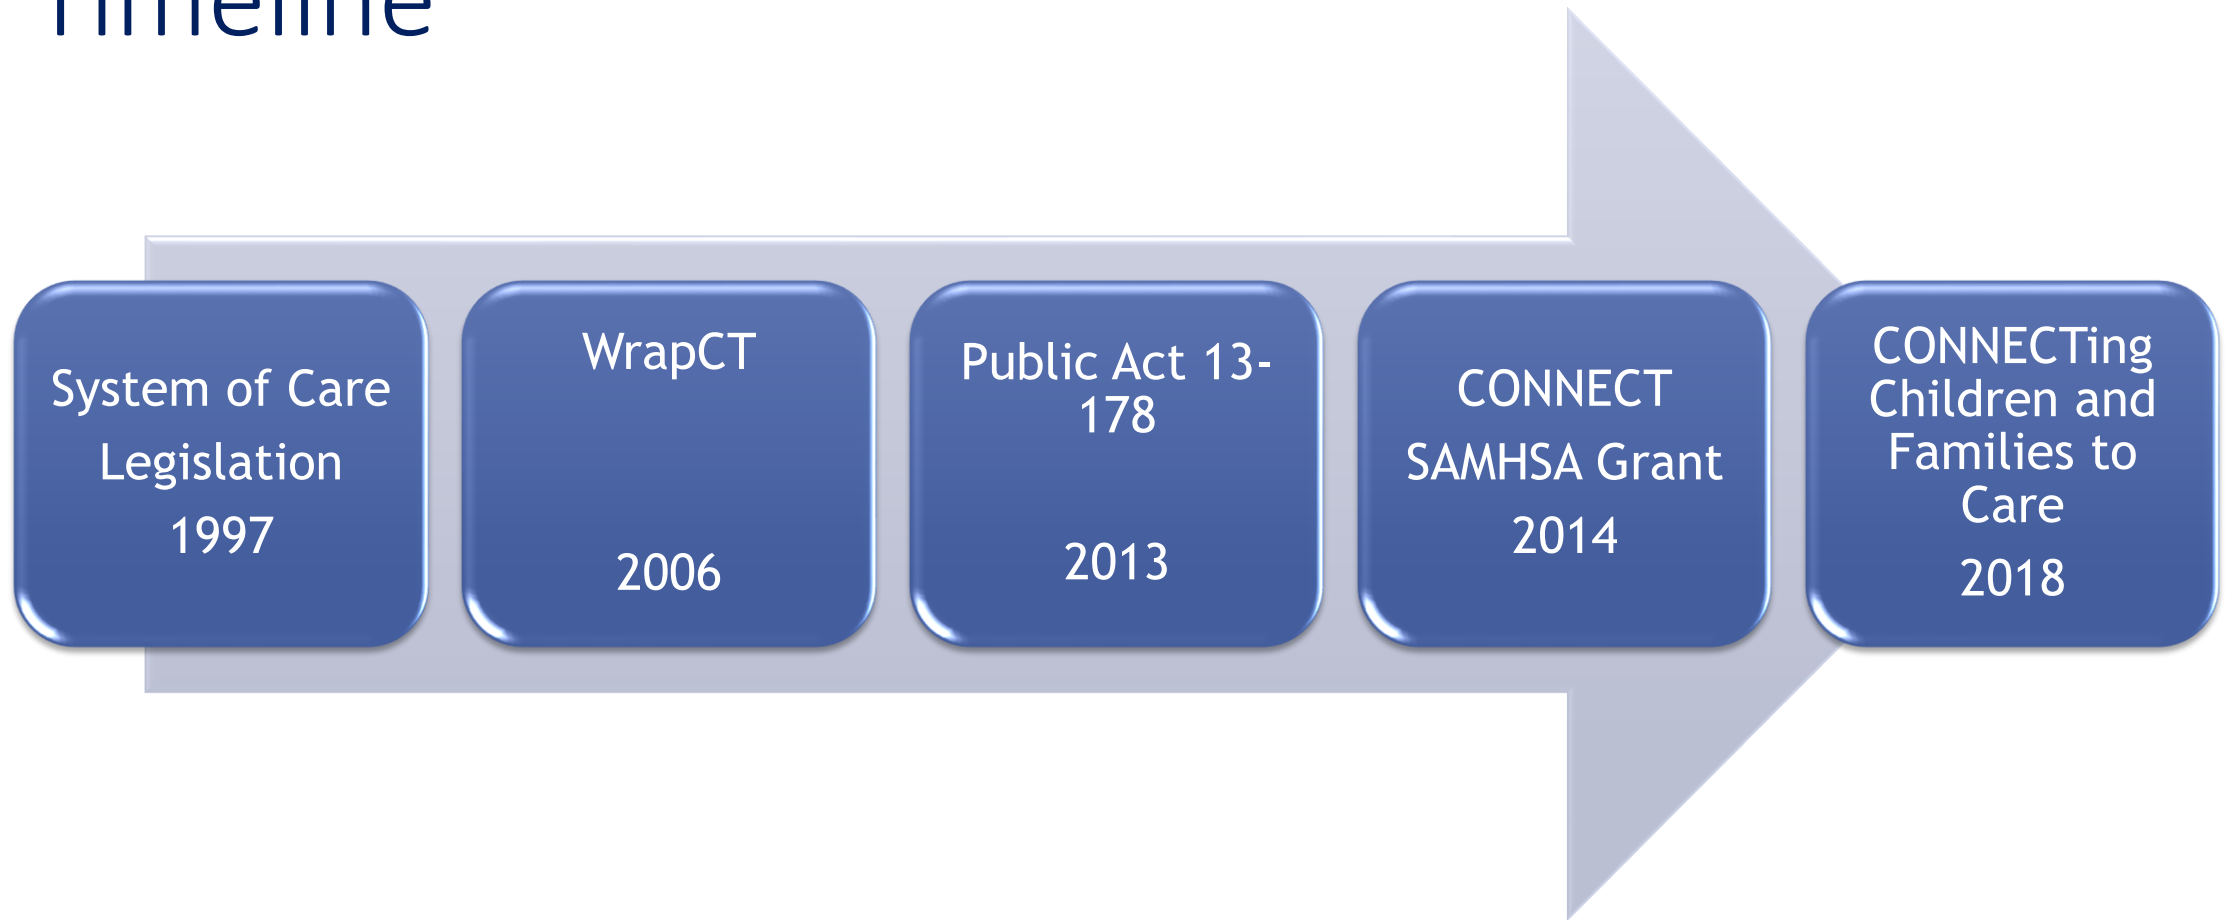 Timeline
System of Care
Legislation
1997
WrapCT
2006
Public Act 13-
178
2013
CONNECT
SAMHSA Grant
2014
CONNECTing
Children and
Families to
Care
2018